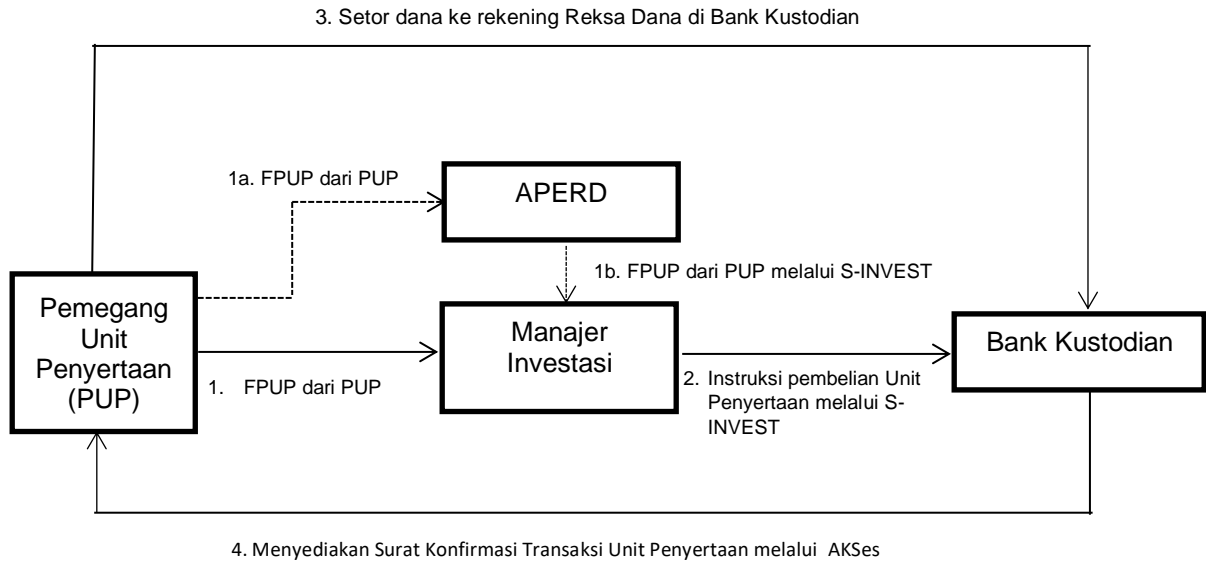 3. Setor dana ke rekening Reksa Dana di Bank Kustodian
1a. FPUP dari PUP
APERD
1b. FPUP dari PUP melalui S-INVEST
Pemegang
Unit
Penyertaan
(PUP)
Manajer
Investasi
Bank Kustodian
1. FPUP dari PUP
2. Instruksi pembelian Unit
Penyertaan melalui S-
INVEST
4. Menyediakan Surat Konfirmasi Transaksi Unit Penyertaan melalui AKSes